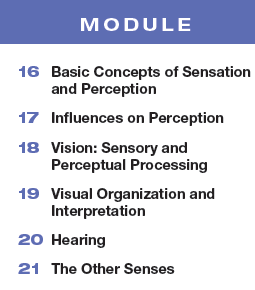 MODULE
16 Basic Concepts of Sensation
and Perception
17 Influences on Perception
18 Vision: Sensory and
Perceptual Processing
19 Visual Organization and
Interpretation
20 Hearing
21 The Other Senses